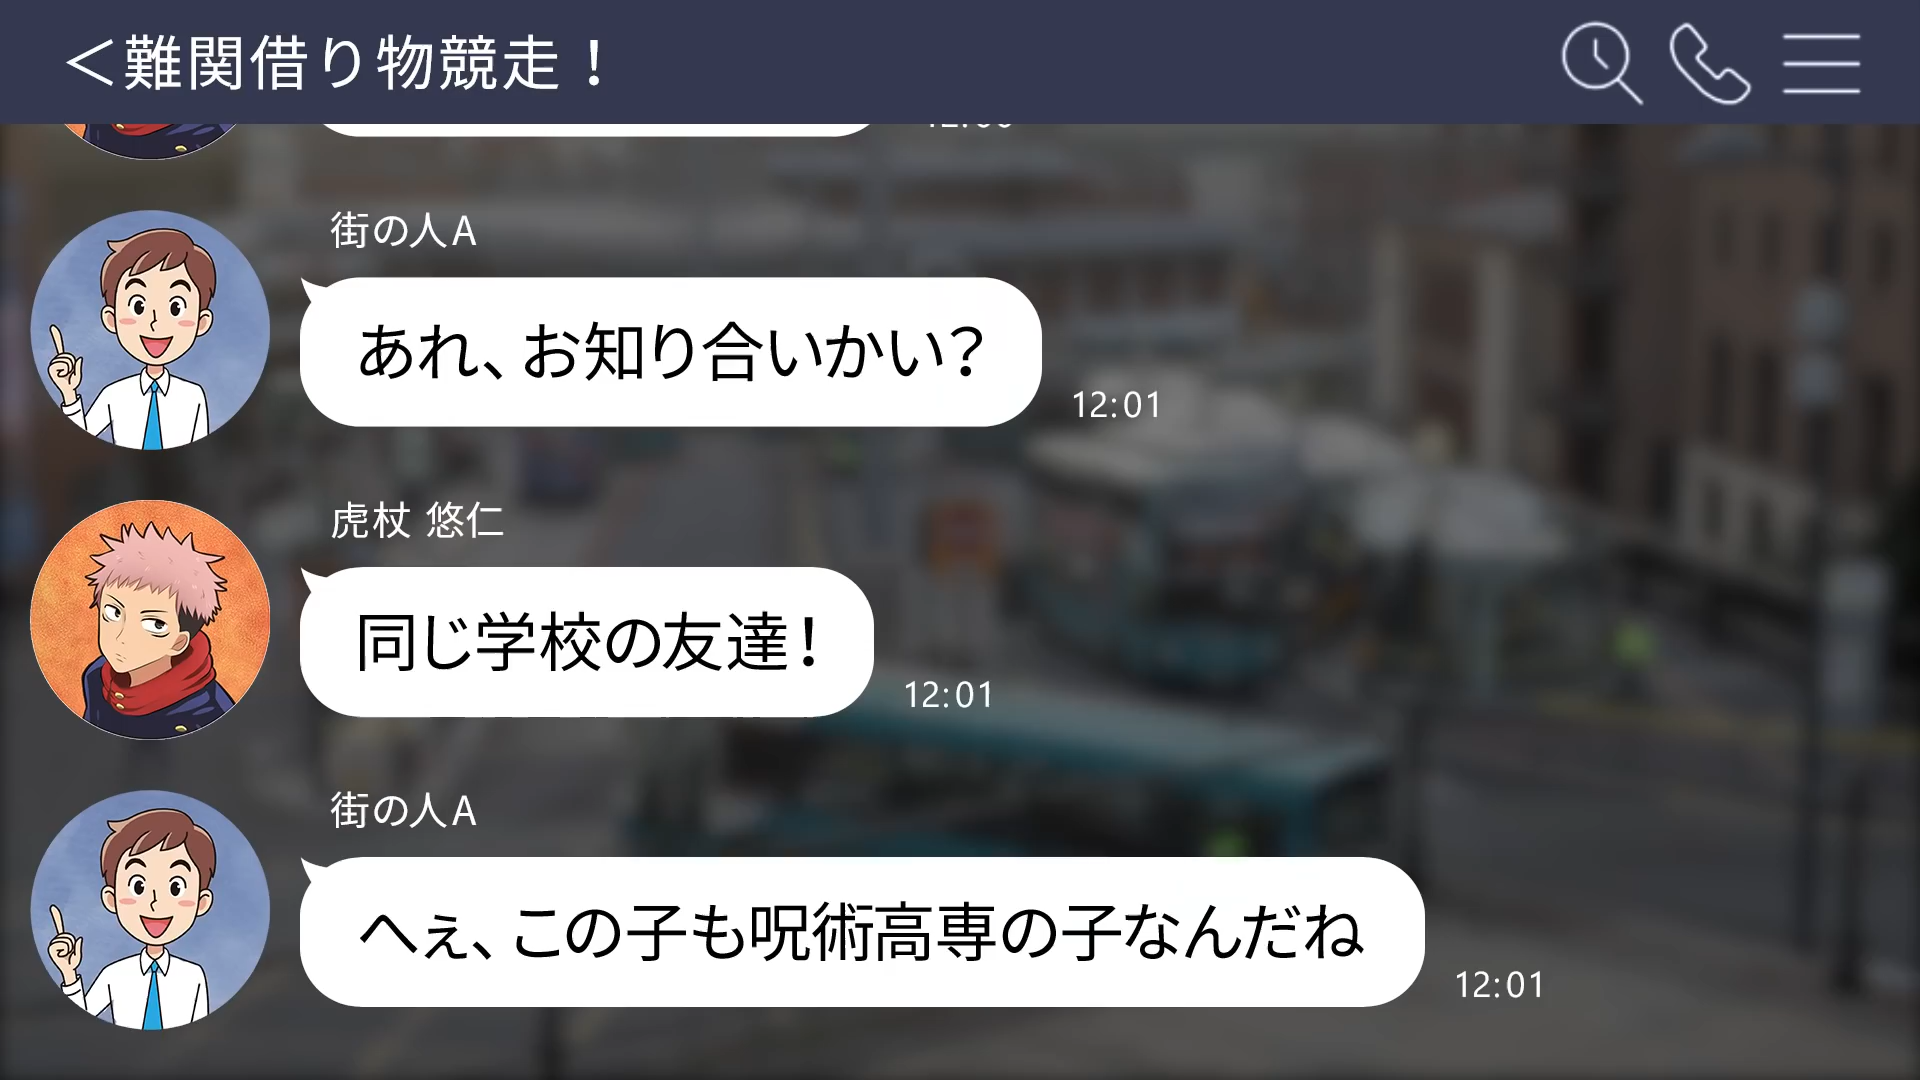 ＜難関借り物競走！
街の人A
あれ、お知り合いかい？
12:01
虎杖 悠仁
同じ学校の友達！
12:01
街の人A
へぇ、この子も呪術高専の子なんだね
12:01